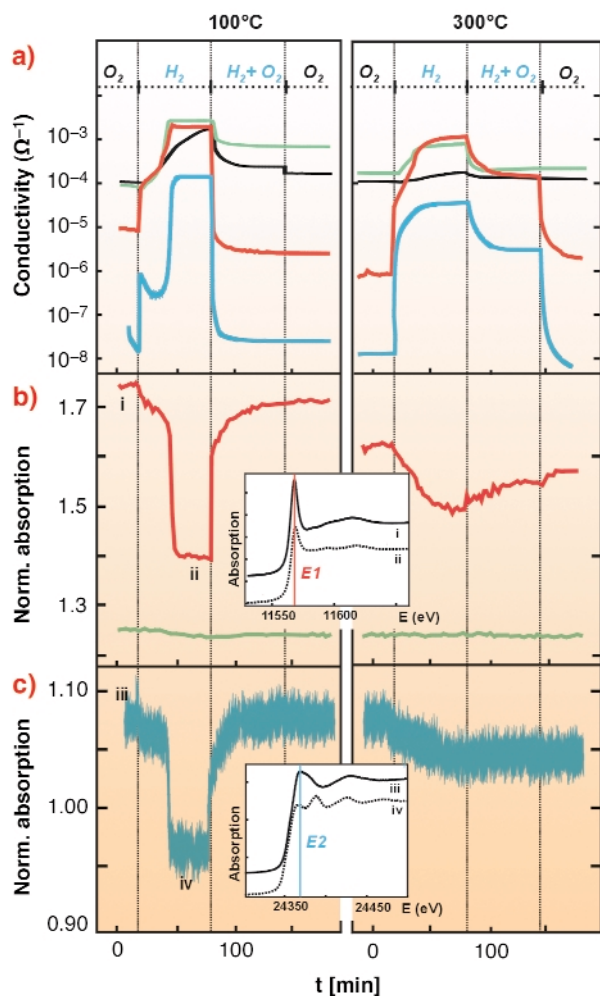 100°C 300°C
a)
O₂ H₂ H₂+ O₂ O₂ O₂ H₂ H₂+ O₂ O₂
Conductivity (Ω⁻¹)
10⁻³
10⁻⁴
10⁻⁵
10⁻⁶
10⁻⁷
10⁻⁸
b)
Norm. absorption
1.7
1.5
1.3
i
ii
Absorption
i
ii
E1
11550 11600 E (eV)
c)
Norm. absorption
1.10
1.00
0.90
iii
iv
Absorption
iii
iv
E2
24350 24450 E (eV)
0 100 0 100
t [min]